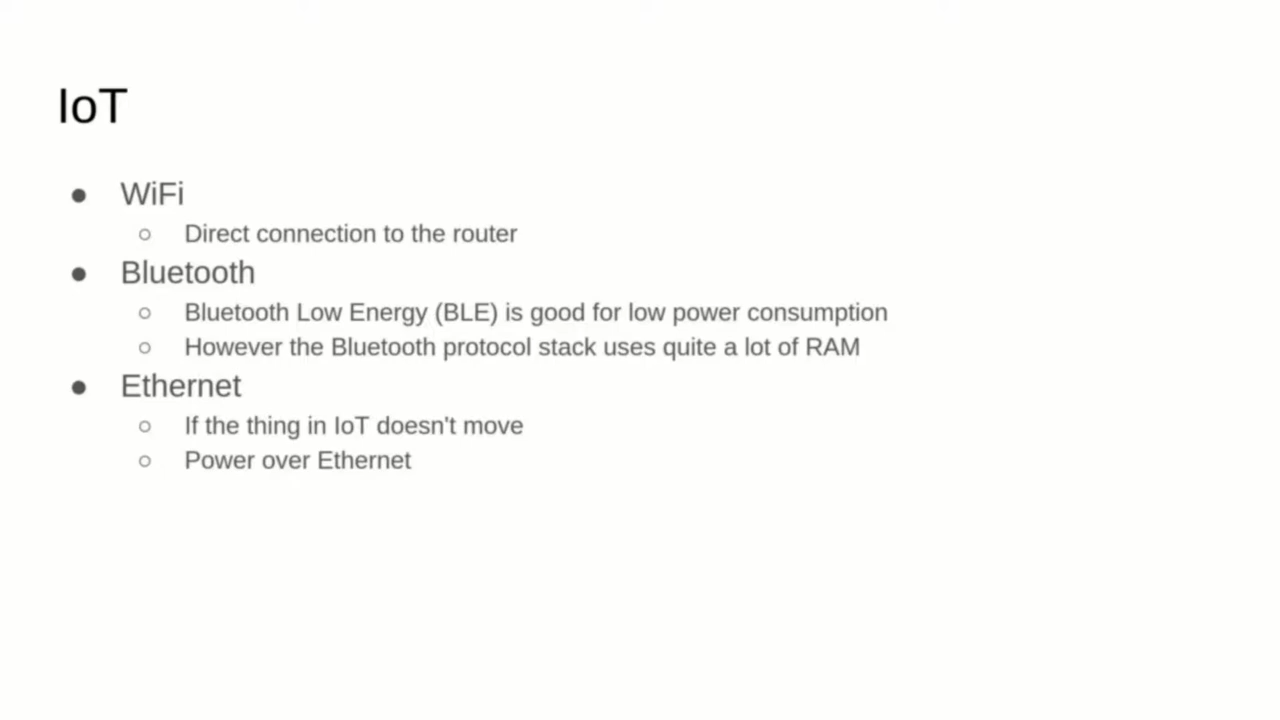 IoT
● WiFi
○ Direct connection to the router
● Bluetooth
○ Bluetooth Low Energy (BLE) is good for low power consumption
○ However the Bluetooth protocol stack uses quite a lot of RAM
● Ethernet
○ If the thing in IoT doesn't move
○ Power over Ethernet